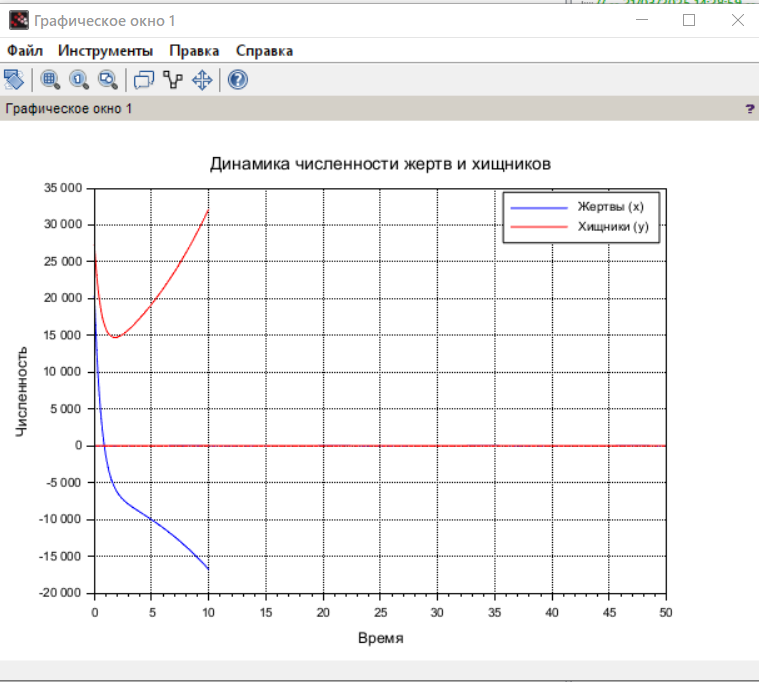 Графическое окно 1
Файл Инструменты Правка Справка
Графическое окно 1 ?
Динамика численности жертв и хищников
Жертвы (x)
Хищники (y)
Численность
35 000
30 000
25 000
20 000
15 000
10 000
5 000
0
-5 000
-10 000
-15 000
-20 000
0 5 10 15 20 25 30 35 40 45 50
Время